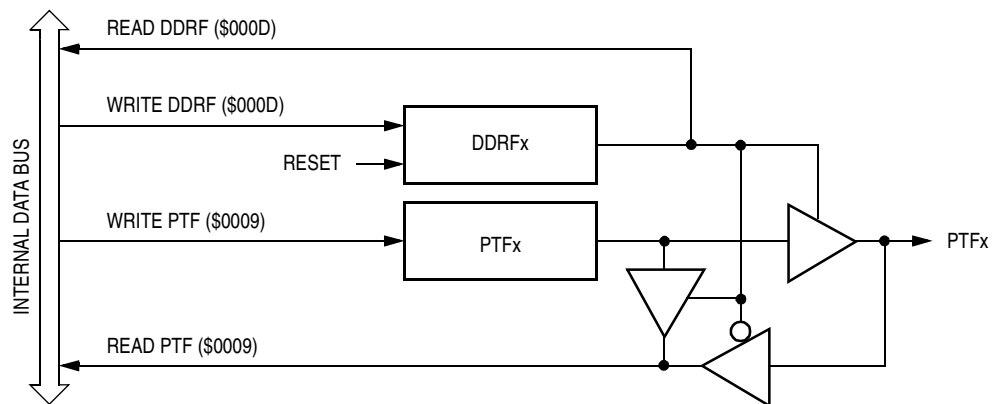 READ DDRF ($000D)
WRITE DDRF ($000D)
DDRFx
RESET
INTERNAL DATA BUS
WRITE PTF ($0009)
PTFx
PTFx
READ PTF ($0009)